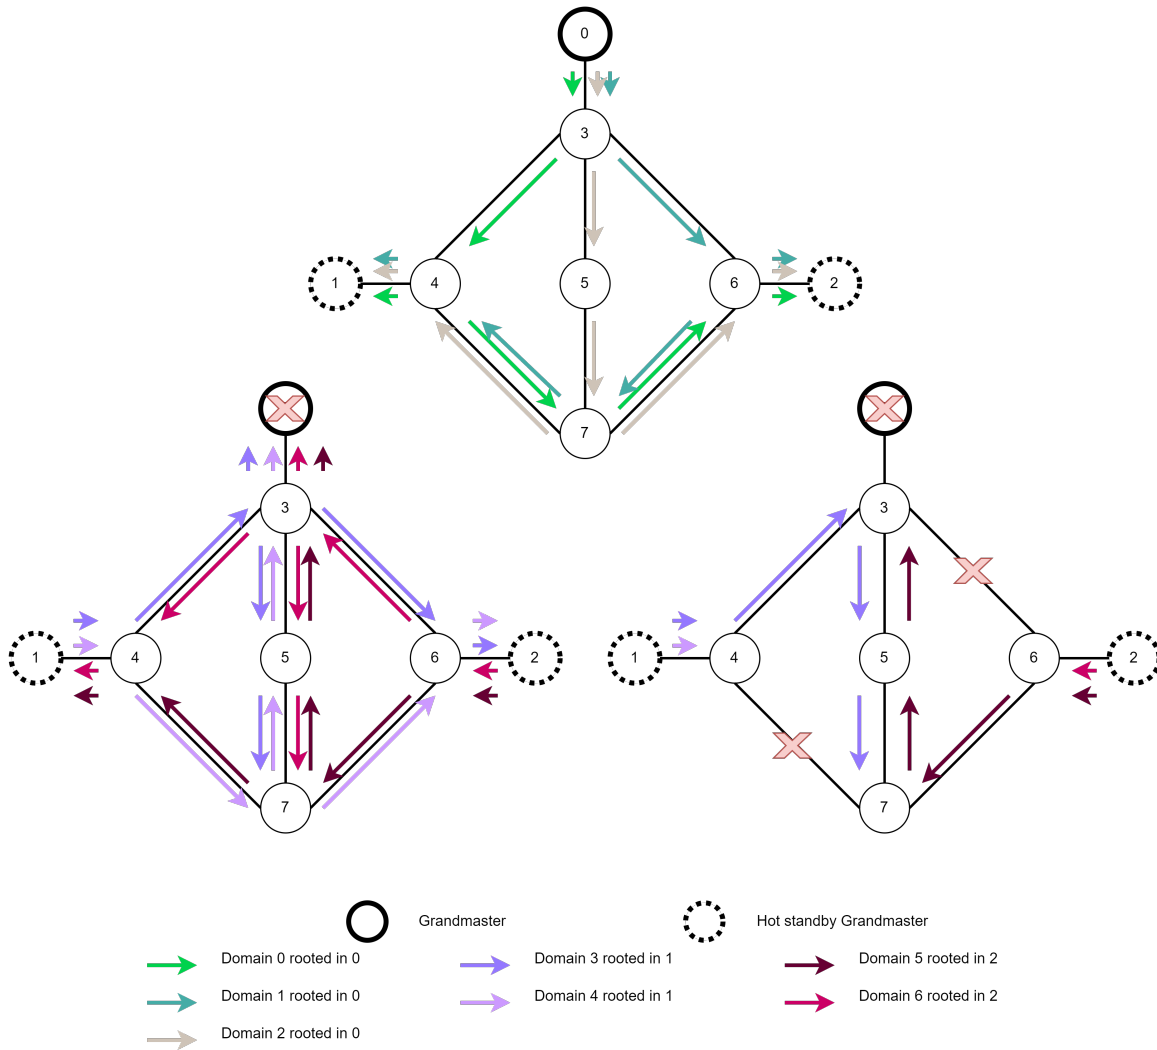 0
3
1
4
5
6
2
7
3
1
4
5
6
2
7
3
1
4
5
6
2
7
Grandmaster
Hot standby Grandmaster
Domain 0 rooted in 0
Domain 3 rooted in 1
Domain 5 rooted in 2
Domain 1 rooted in 0
Domain 4 rooted in 1
Domain 6 rooted in 2
Domain 2 rooted in 0